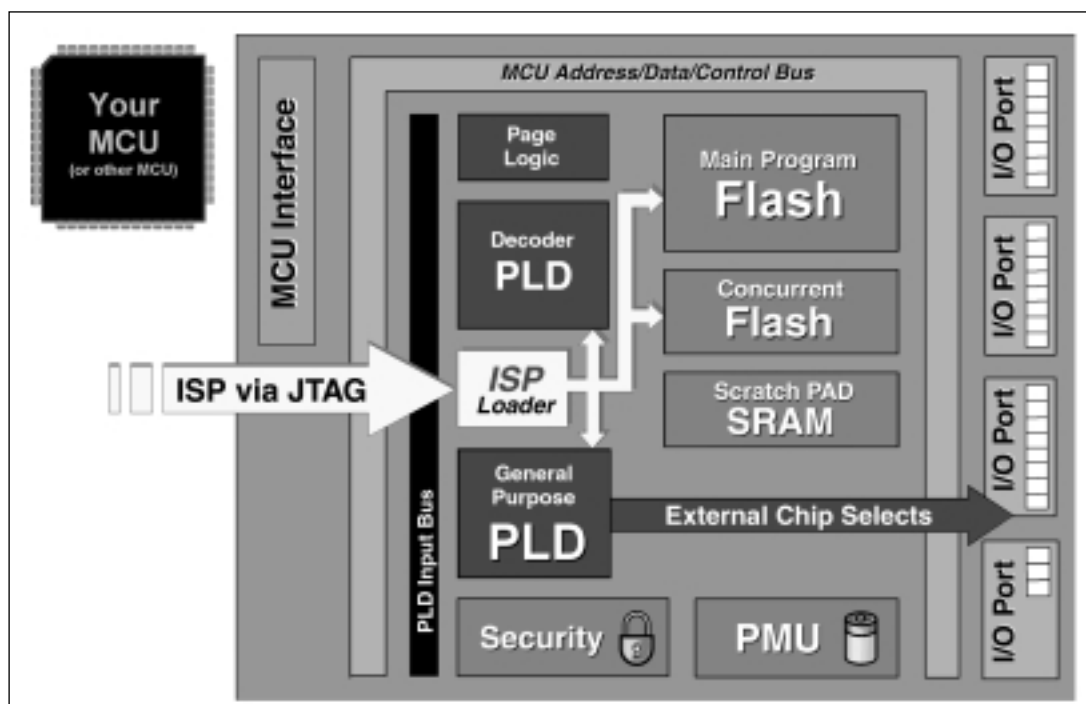 Your
MCU
(or other MCU)
MCU Interface
MCU Address/Data/Control Bus
Page
Logic
Main Program
Flash
Decoder
PLD
Concurrent
Flash
ISP via JTAG
ISP
Loader
Scratch PAD
SRAM
General
Purpose
PLD
External Chip Selects
PLD Input Bus
Security
PMU
I/O Port
I/O Port
I/O Port
I/O Port